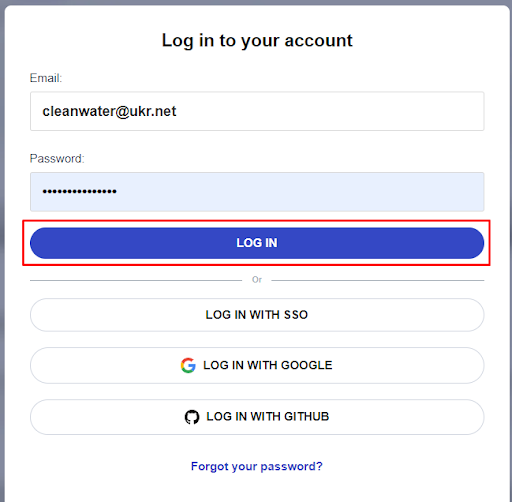 Log in to your account
Email:
cleanwater@ukr.net
Password:
•••••••••••••••
LOG IN
Or
LOG IN WITH SSO
LOG IN WITH GOOGLE
LOG IN WITH GITHUB
Forgot your password?